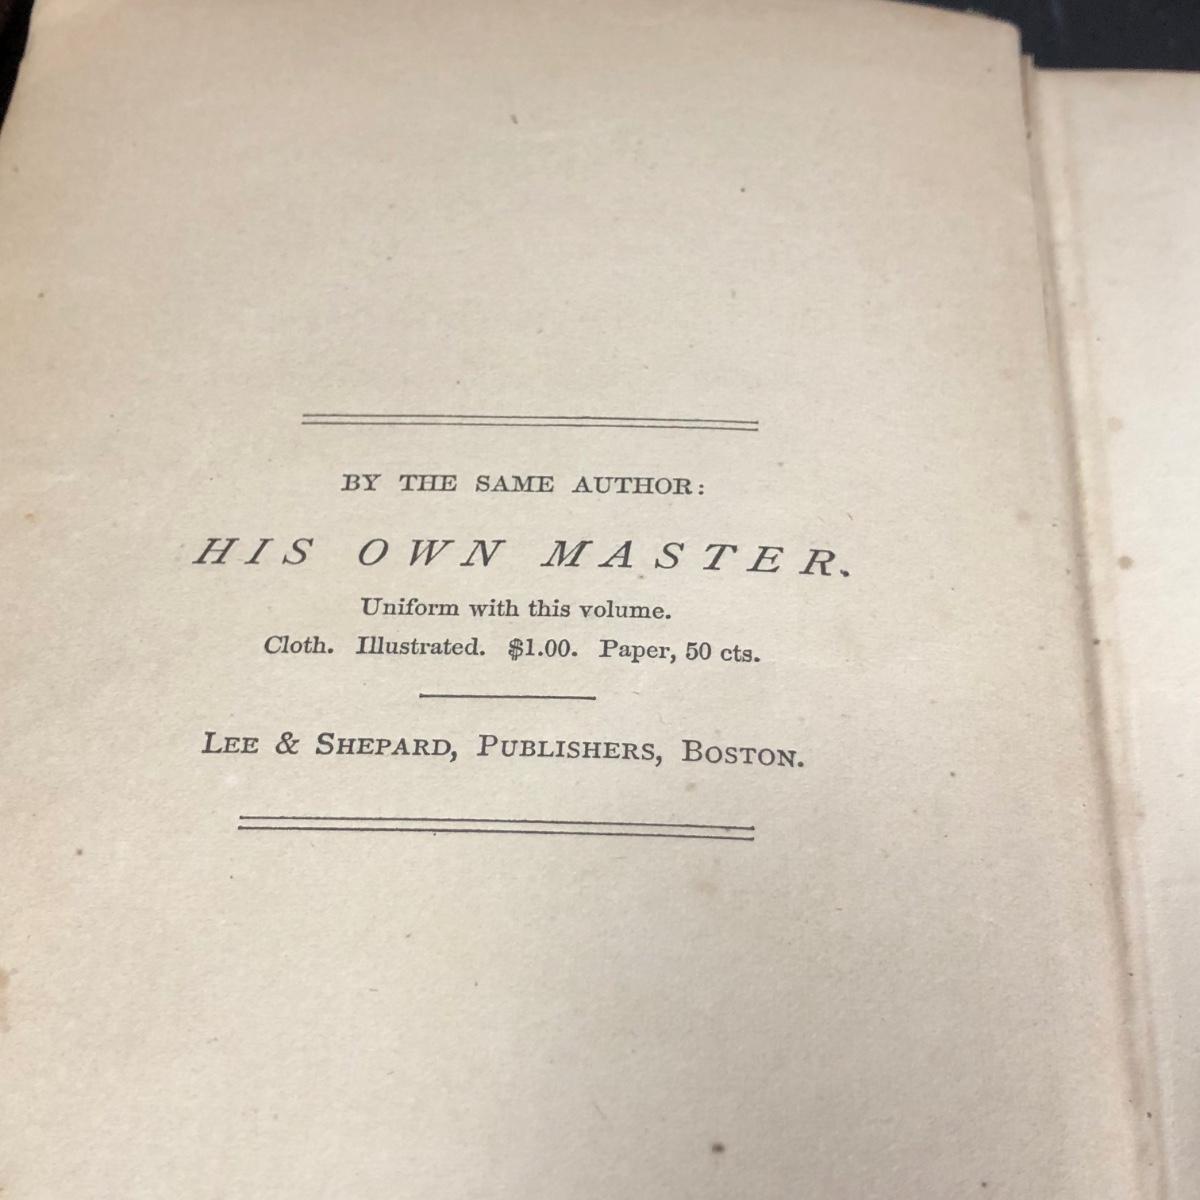 BY THE SAME AUTHOR:
HIS OWN MASTER.
Uniform with this volume.
Cloth. Illustrated. $1.00. Paper, 50 cts.
LEE & SHEPARD, PUBLISHERS, BOSTON.